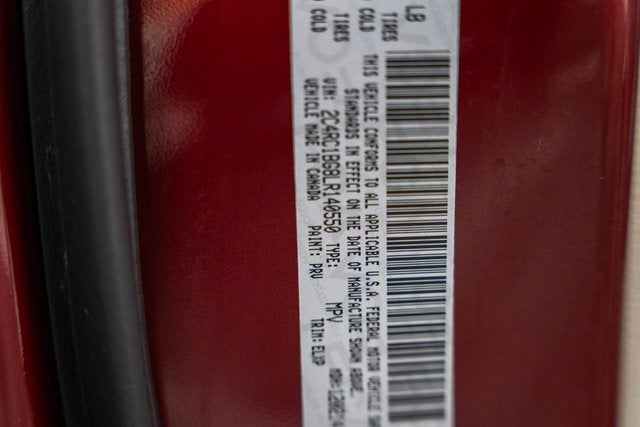 LB
TIRES TIRES
COLD COLD
THIS VEHICLE CONFORMS TO ALL APPLICABLE U.S.A. FEDERAL MOTOR VEHICLE
STANDARDS IN EFFECT ON THE DATE OF MANUFACTURE SHOWN ABOVE.
VIN: 2C4RC1BG8LR140550 TYPE: MPV
VEHICLE MADE IN CANADA PAINT: PRV TRIM: ELXP